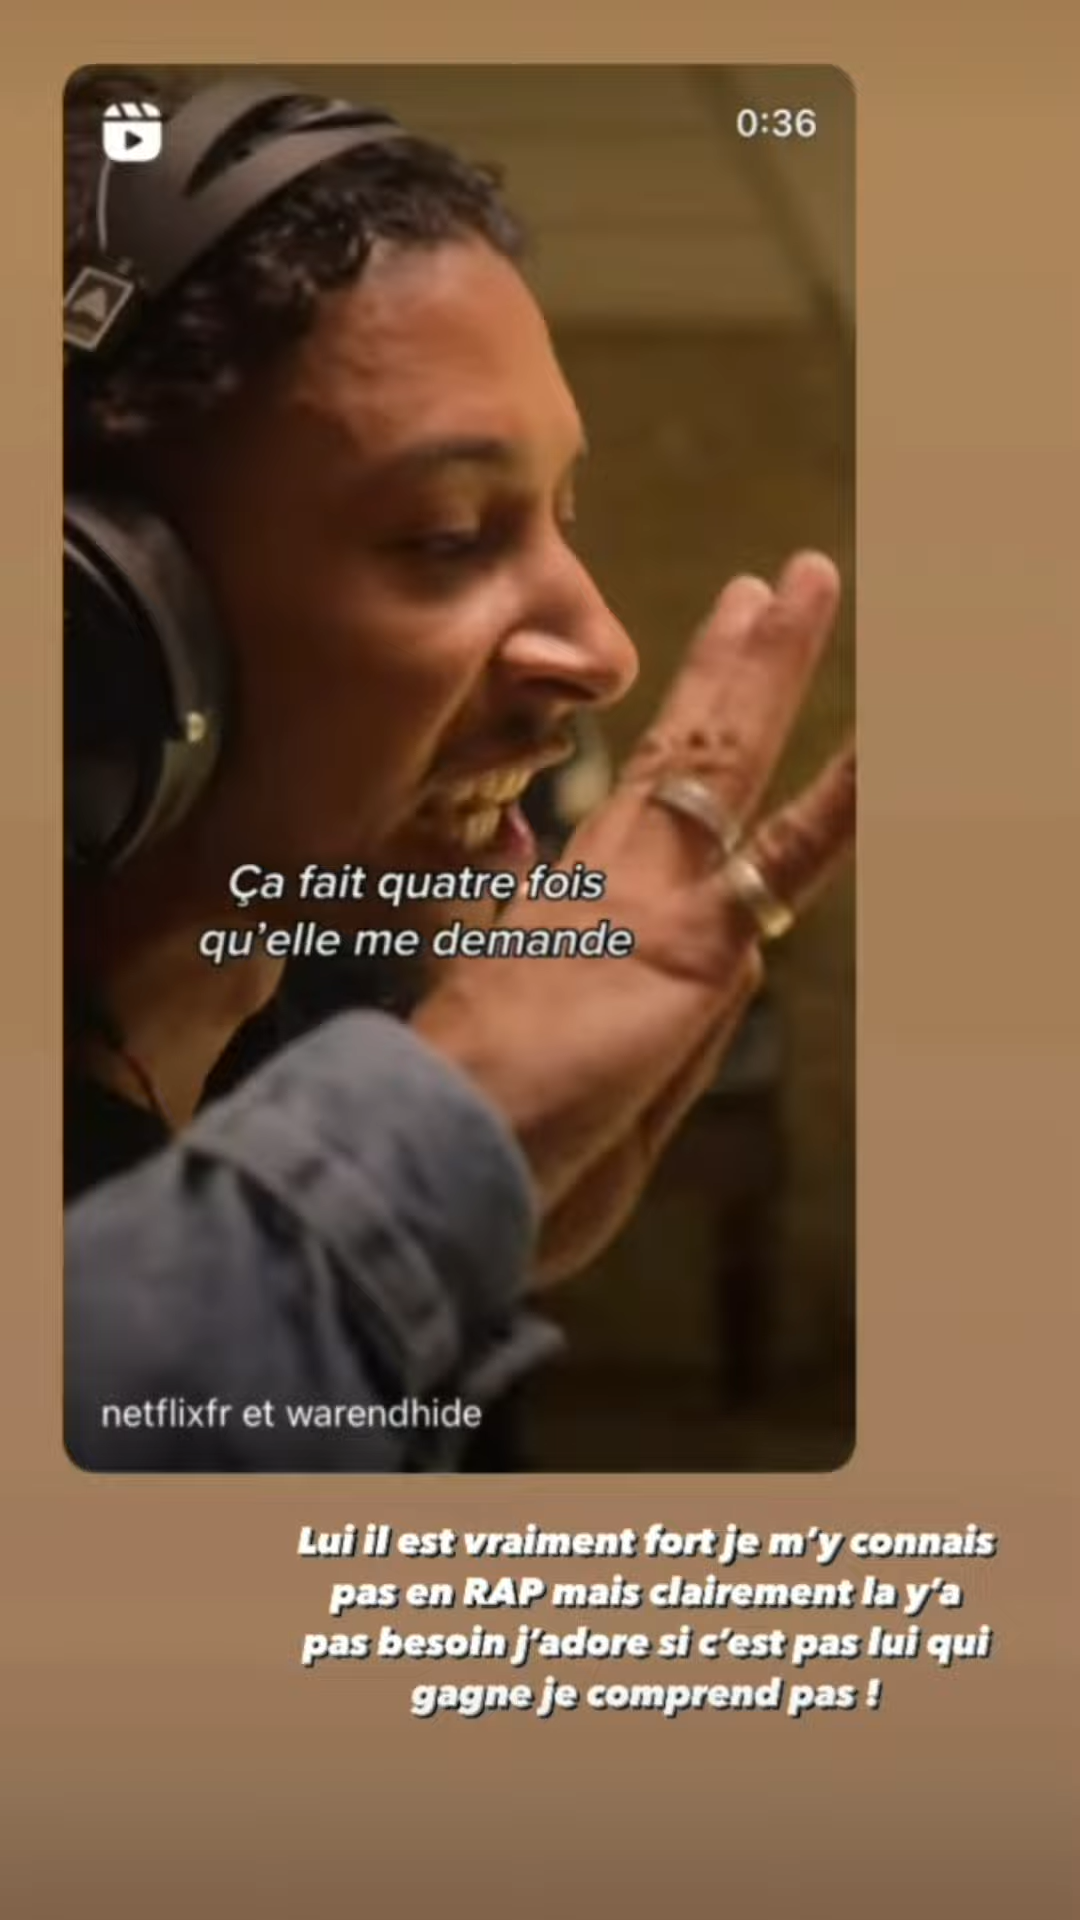 0:36
Ça fait quatre fois
qu'elle me demande
netflixfr et warendhide
Lui il est vraiment fort je m'y connais
pas en RAP mais clairement la y'a
pas besoin j'adore si c'est pas lui qui
gagne je comprend pas !